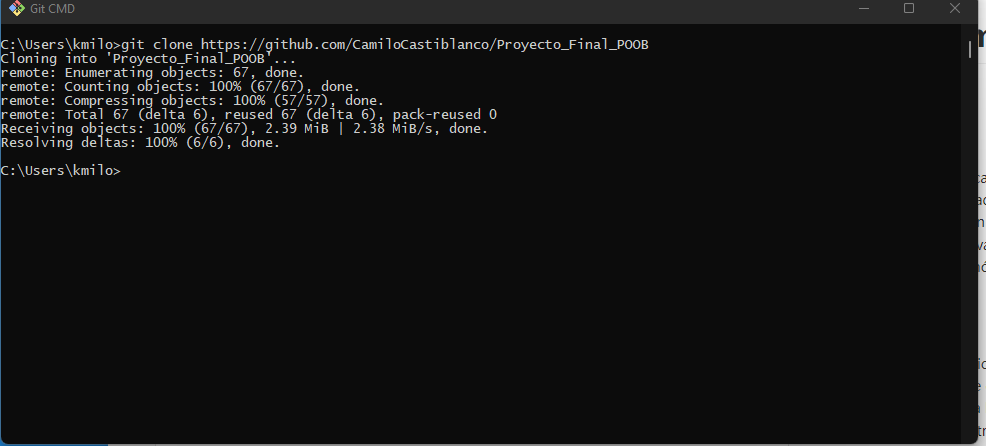 Git CMD
C:\Users\kmilo>git clone https://github.com/CamiloCastiblanco/Proyecto_Final_POOB
Cloning into 'Proyecto_Final_POOB'...
remote: Enumerating objects: 67, done.
remote: Counting objects: 100% (67/67), done.
remote: Compressing objects: 100% (57/57), done.
remote: Total 67 (delta 6), reused 67 (delta 6), pack-reused 0
Receiving objects: 100% (67/67), 2.39 MiB | 2.38 MiB/s, done.
Resolving deltas: 100% (6/6), done.
C:\Users\kmilo>